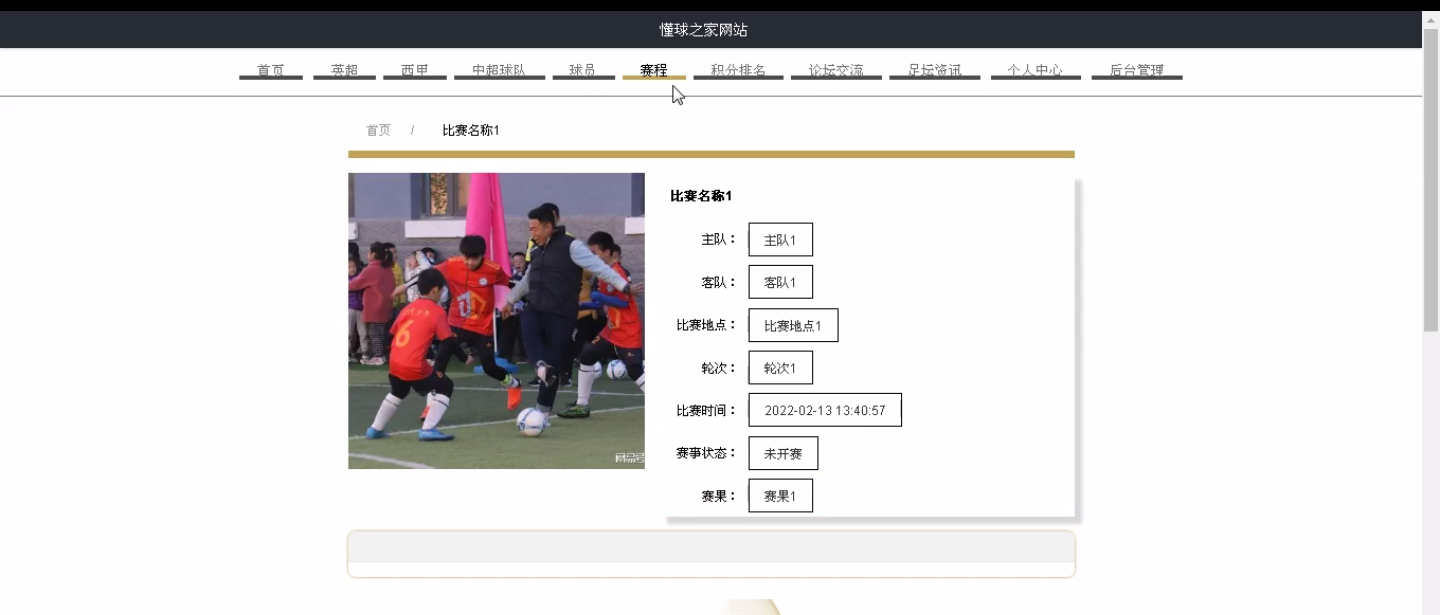 懂球之家网站
首页 英超 西甲 中超球队 球员 赛程 积分排名 论坛交流 足坛资讯 个人中心 后台管理
首页 / 比赛名称1
比赛名称1
主队： 主队1
客队： 客队1
比赛地点： 比赛地点1
轮次： 轮次1
比赛时间： 2022-02-13 13:40:57
赛事状态： 未开赛
赛果： 赛果1
6
网易号